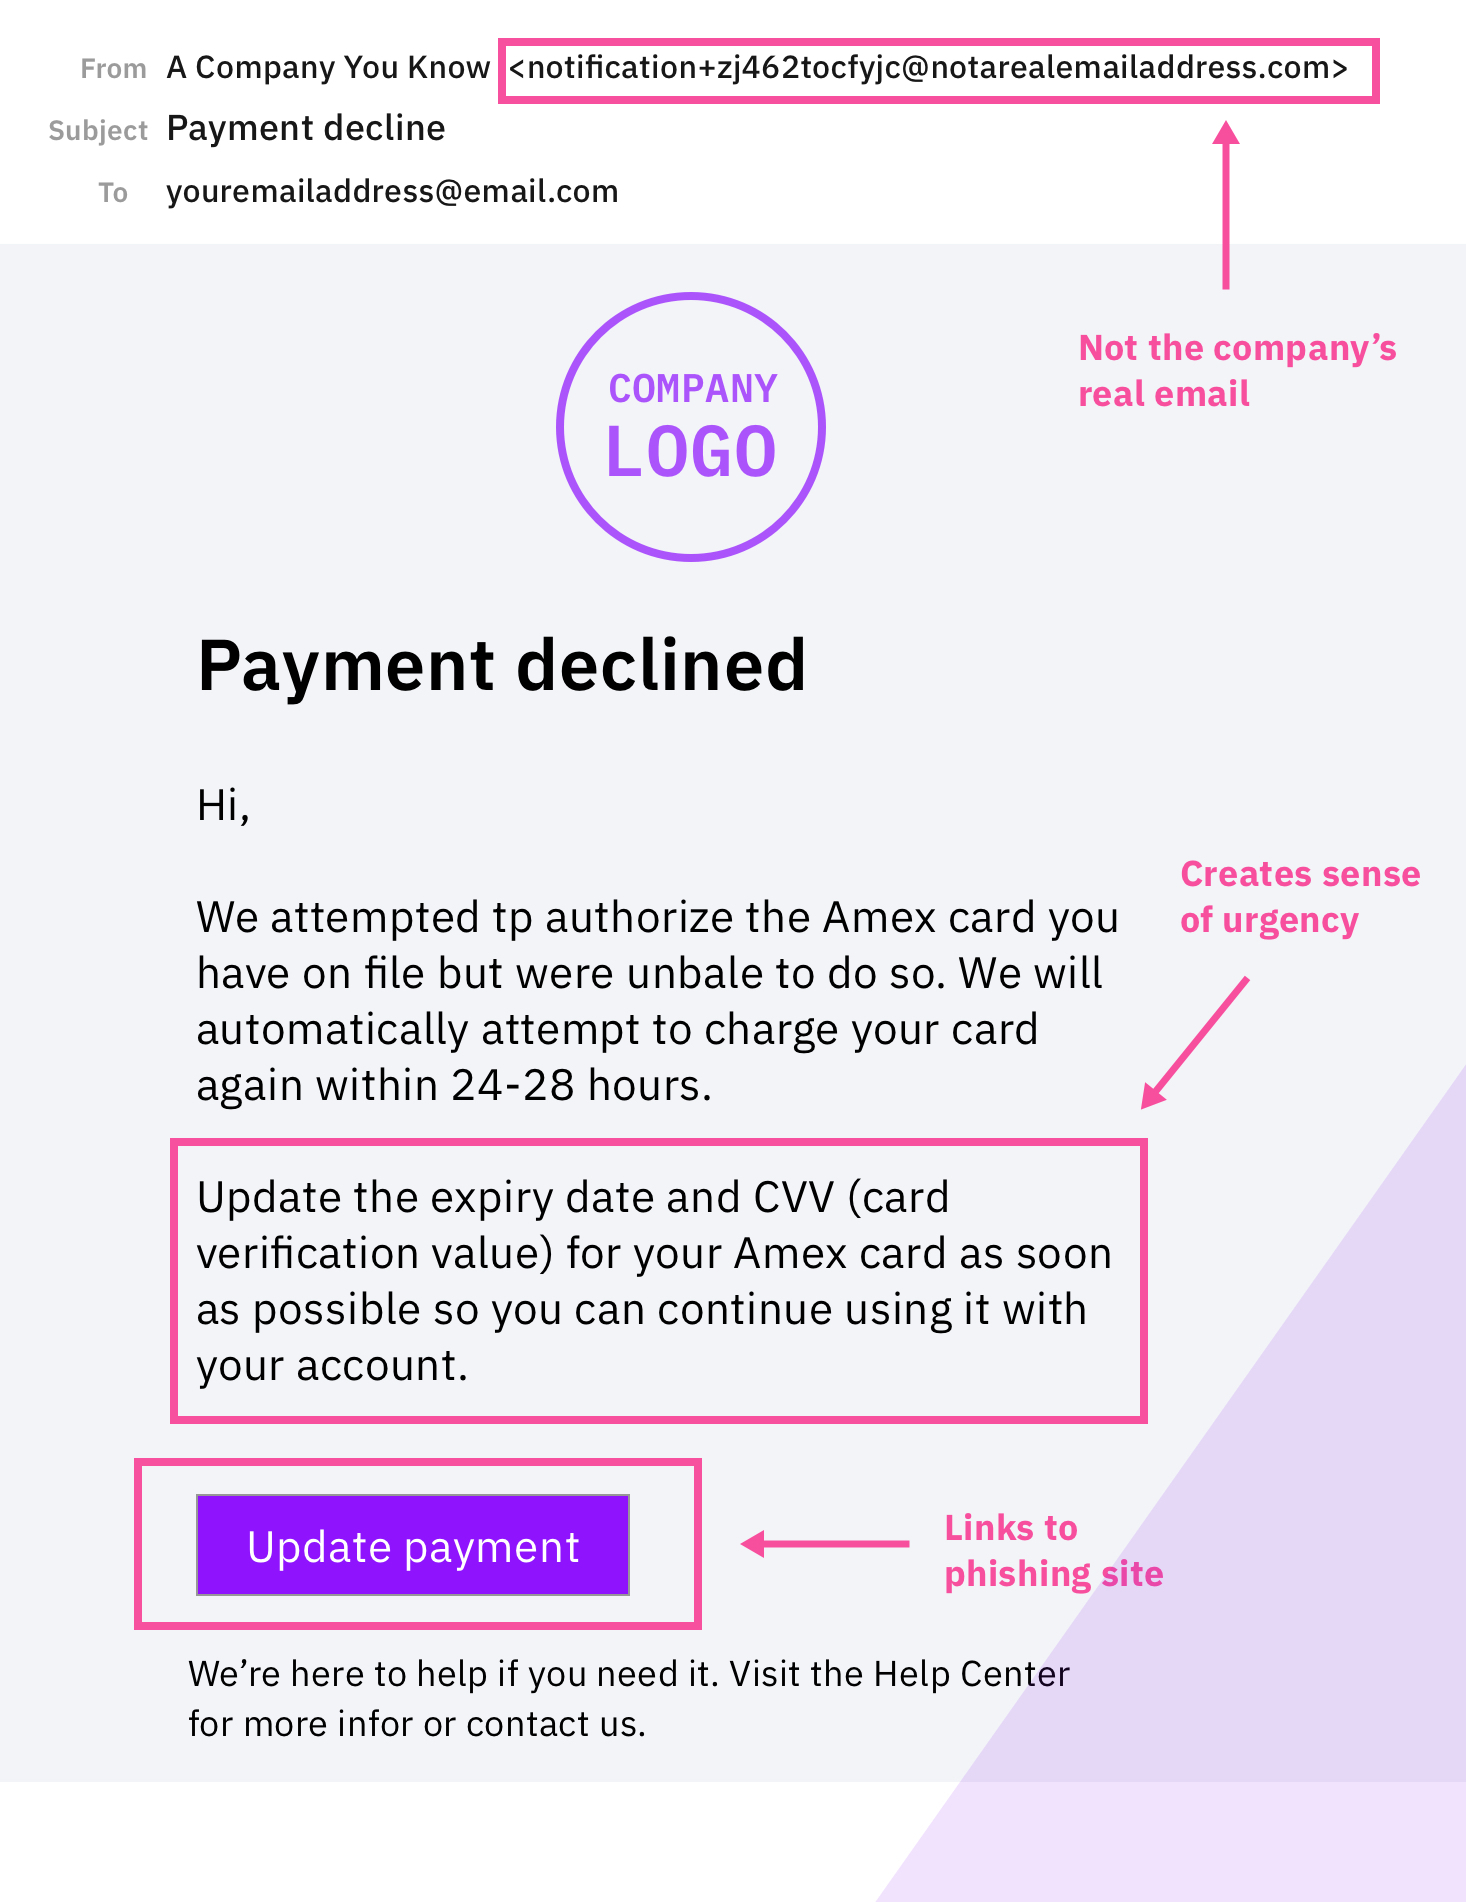 From A Company You Know <notification+zj462tocfyjc@notarealemailaddress.com>
Subject Payment decline
To youremailaddress@email.com
Not the company’s
real email
COMPANY
LOGO
Payment declined
Hi,
Creates sense
of urgency
We attempted tp authorize the Amex card you
have on file but were unbale to do so. We will
automatically attempt to charge your card
again within 24-28 hours.
Update the expiry date and CVV (card
verification value) for your Amex card as soon
as possible so you can continue using it with
your account.
Update payment
Links to
phishing site
We’re here to help if you need it. Visit the Help Center
for more infor or contact us.